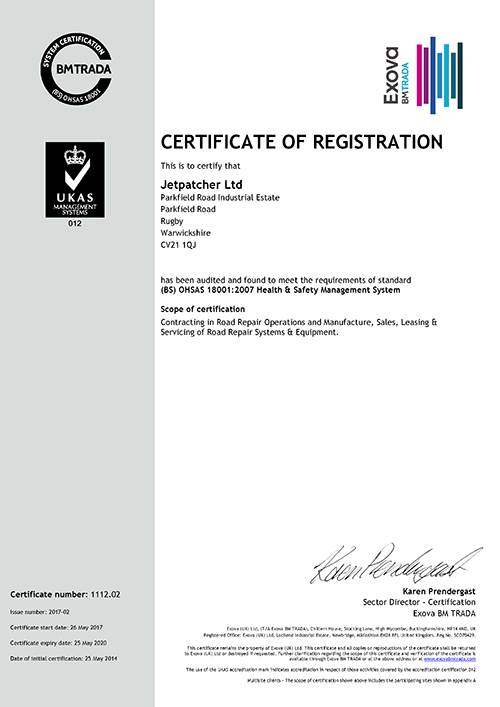 SYSTEM CERTIFICATION
BMTRADA
(BS) OHSAS 18001
Exova
BMTRADA
UKAS
MANAGEMENT
SYSTEMS
012
CERTIFICATE OF REGISTRATION
This is to certify that
Jetpatcher Ltd
Parkfield Road Industrial Estate
Parkfield Road
Rugby
Warwickshire
CV21 1QJ
has been audited and found to meet the requirements of standard
(BS) OHSAS 18001:2007 Health & Safety Management System
Scope of certification
Contracting in Road Repair Operations and Manufacture, Sales, Leasing &
Servicing of Road Repair Systems & Equipment.
Karen Prendergast
Karen Prendergast
Sector Director - Certification
Exova BM TRADA
Certificate number: 1112.02
Issue number: 2017-02
Certificate start date: 26 May 2017
Certificate expiry date: 25 May 2020
Date of initial certification: 25 May 2014
Exova (UK) Ltd, (T/A Exova BM TRADA), Chiltern House, Stocking Lane, High Wycombe, Buckinghamshire, HP14 4ND, UK
Registered Office: Exova (UK) Ltd, Lochend Industrial Estate, Newbridge, Midlothian EH28 8PL United Kingdom. Reg No. SC070429.
This certificate remains the property of Exova (UK) Ltd. This certificate and all copies or reproductions of the certificate shall be returned
to Exova (UK) Ltd or destroyed if requested. Further clarification regarding the scope of this certificate and verification of the certificate is
available through Exova BM TRADA or at the above address or at www.exovabmtrada.com
The use of the UKAS accreditation mark indicates accreditation in respect of those activities covered by the accreditation certification 012
Multisite clients - The scope of certification shown above includes the participating sites shown in appendix A